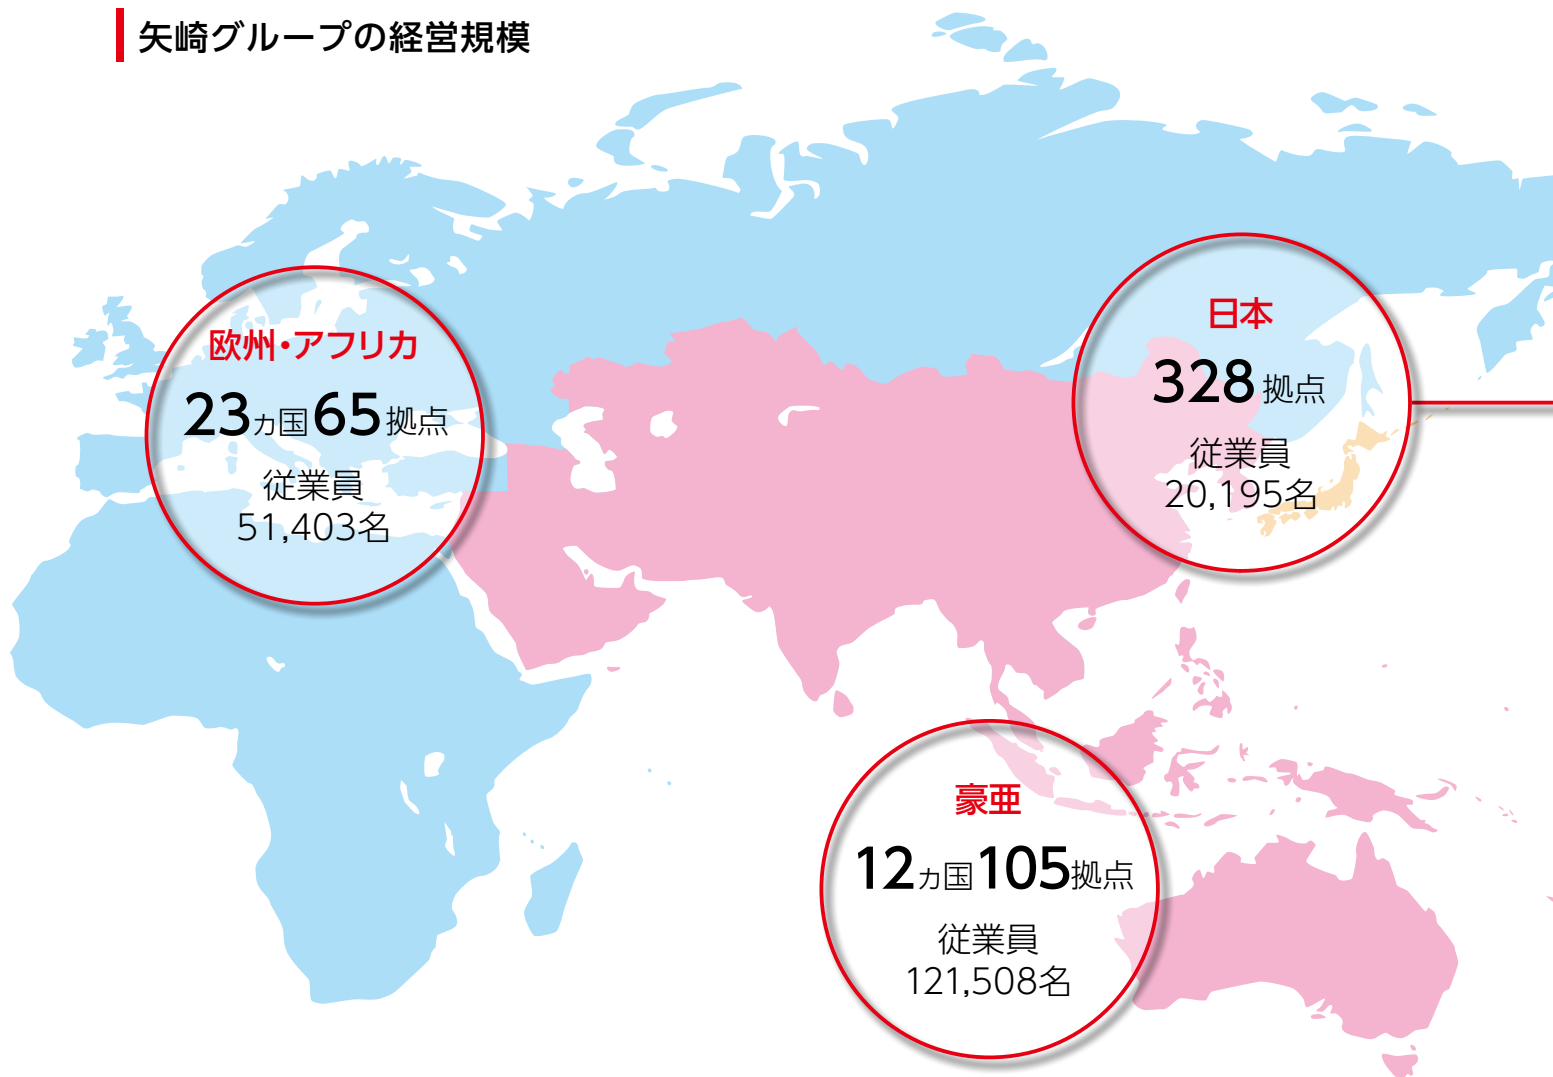 矢崎グループの経営規模
欧州・アフリカ
23ヵ国65拠点
従業員
51,403名
日本
328拠点
従業員
20,195名
豪亜
12ヵ国105拠点
従業員
121,508名